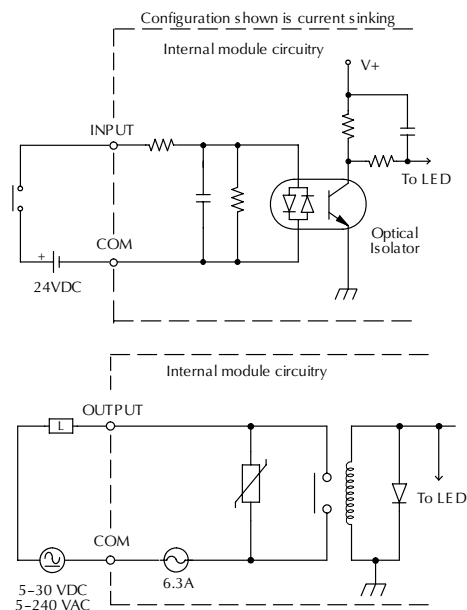 Configuration shown is current sinking
Internal module circuitry
V+
INPUT
To LED
COM
Optical
Isolator
+
24VDC
Internal module circuitry
OUTPUT
L
To LED
COM
6.3A
5–30 VDC
5–240 VAC